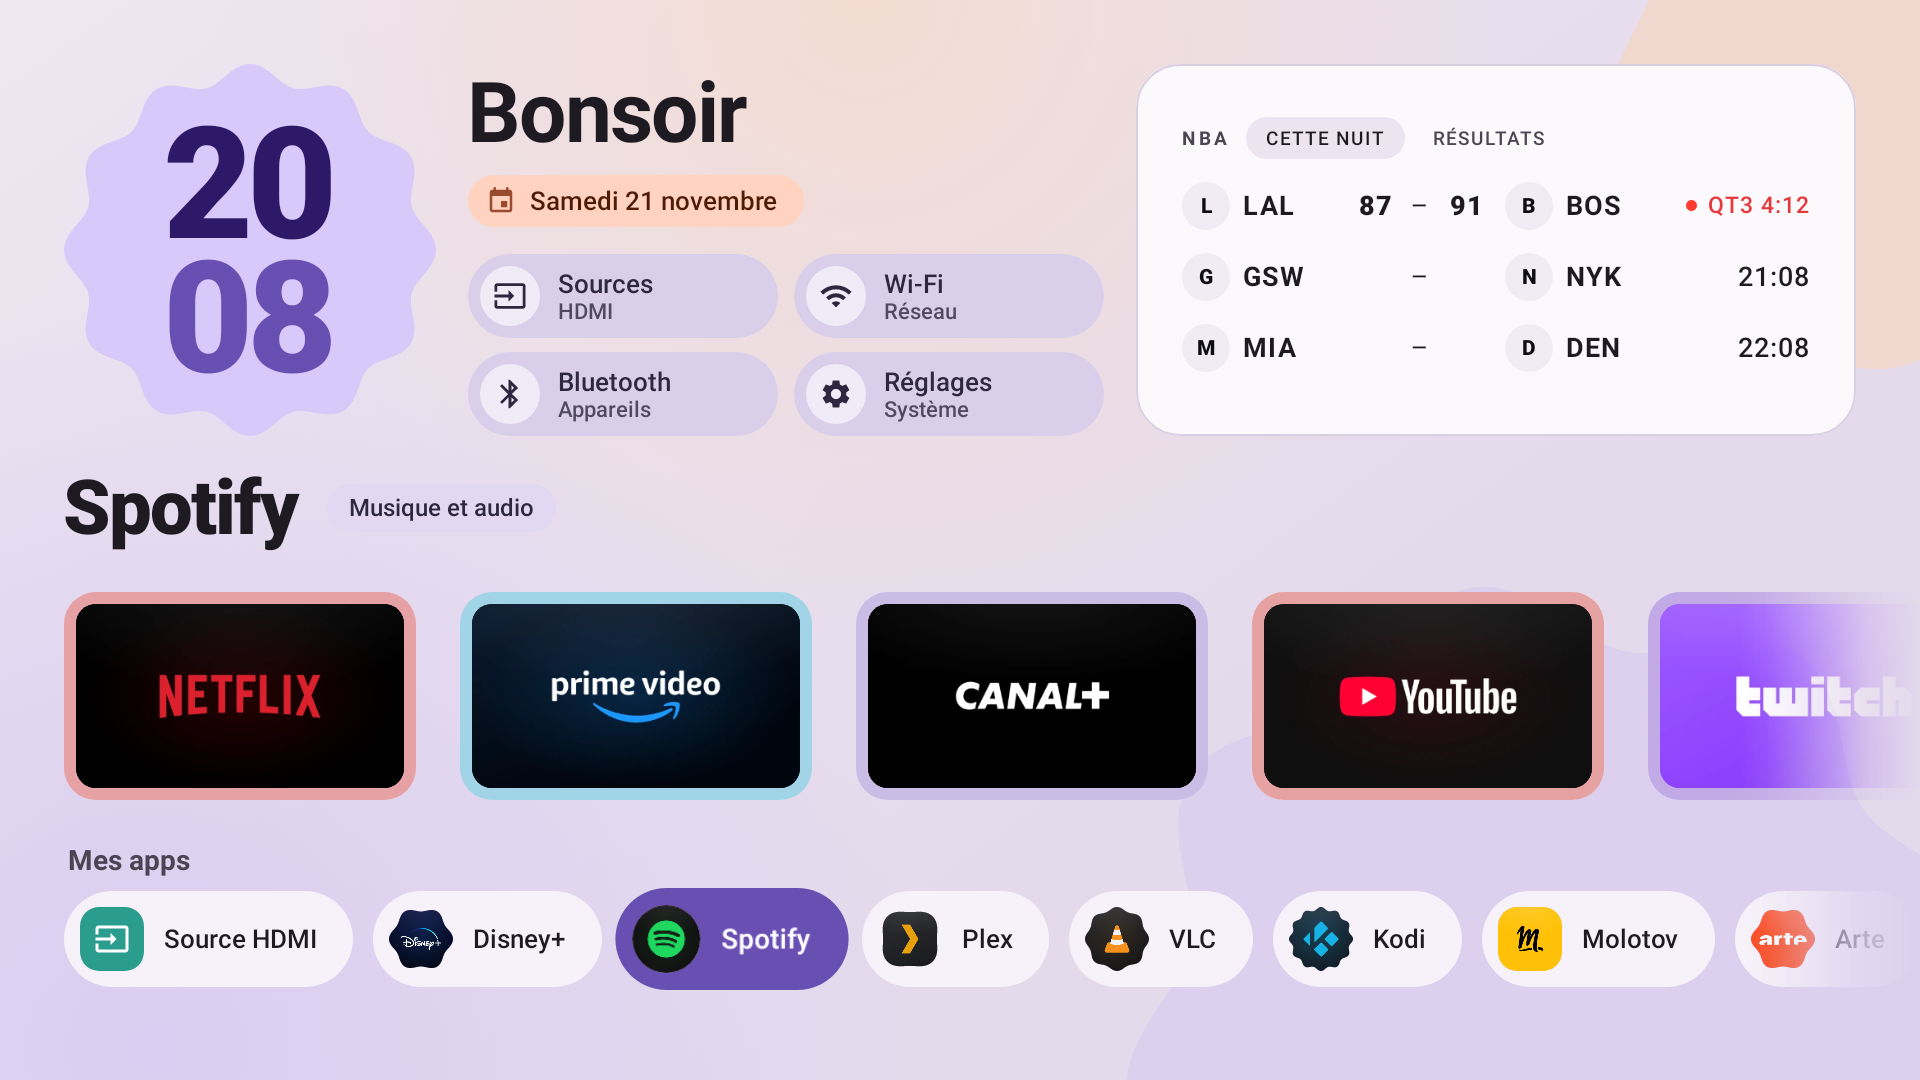 20
08
Bonsoir
Samedi 21 novembre
Sources
HDMI
Wi-Fi
Réseau
Bluetooth
Appareils
Réglages
Système
NBA CETTE NUIT RÉSULTATS
L LAL 87 – 91 B BOS QT3 4:12
G GSW – N NYK 21:08
M MIA – D DEN 22:08
Spotify Musique et audio
NETFLIX
prime video
CANAL+
YouTube
twitch
Mes apps
Source HDMI
Disney+ Disney+
Spotify
Plex
VLC
Kodi
M. Molotov
arte Arte